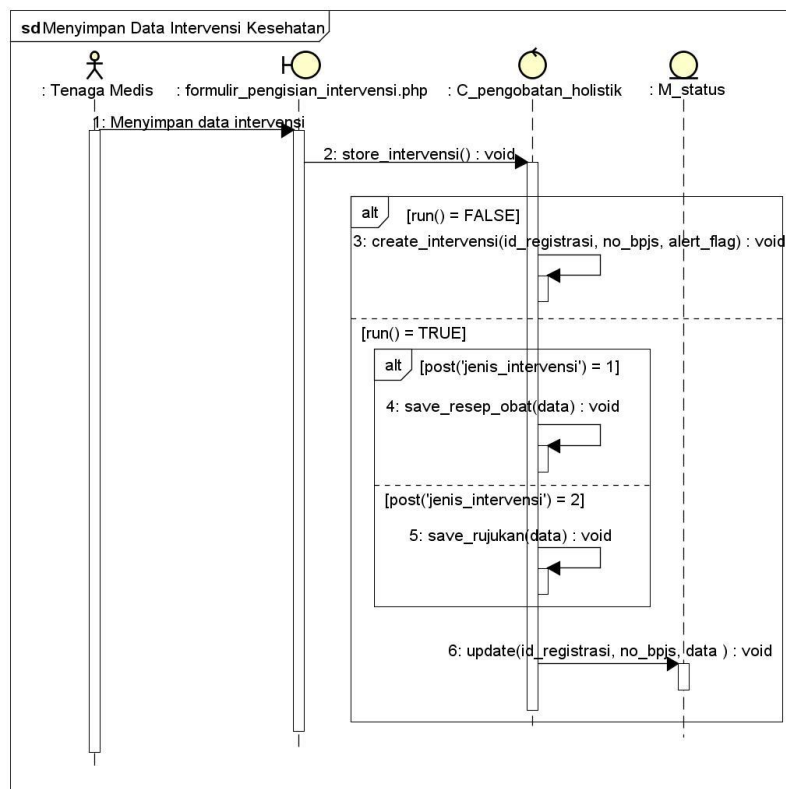 sd Menyimpan Data Intervensi Kesehatan
: Tenaga Medis
: formulir_pengisian_intervensi.php
: C_pengobatan_holistik
: M_status
1: Menyimpan data intervensi
2: store_intervensi() : void
alt
[run() = FALSE]
3: create_intervensi(id_registrasi, no_bpjs, alert_flag) : void
[run() = TRUE]
alt
[post('jenis_intervensi') = 1]
4: save_resep_obat(data) : void
[post('jenis_intervensi') = 2]
5: save_rujukan(data) : void
6: update(id_registrasi, no_bpjs, data ) : void